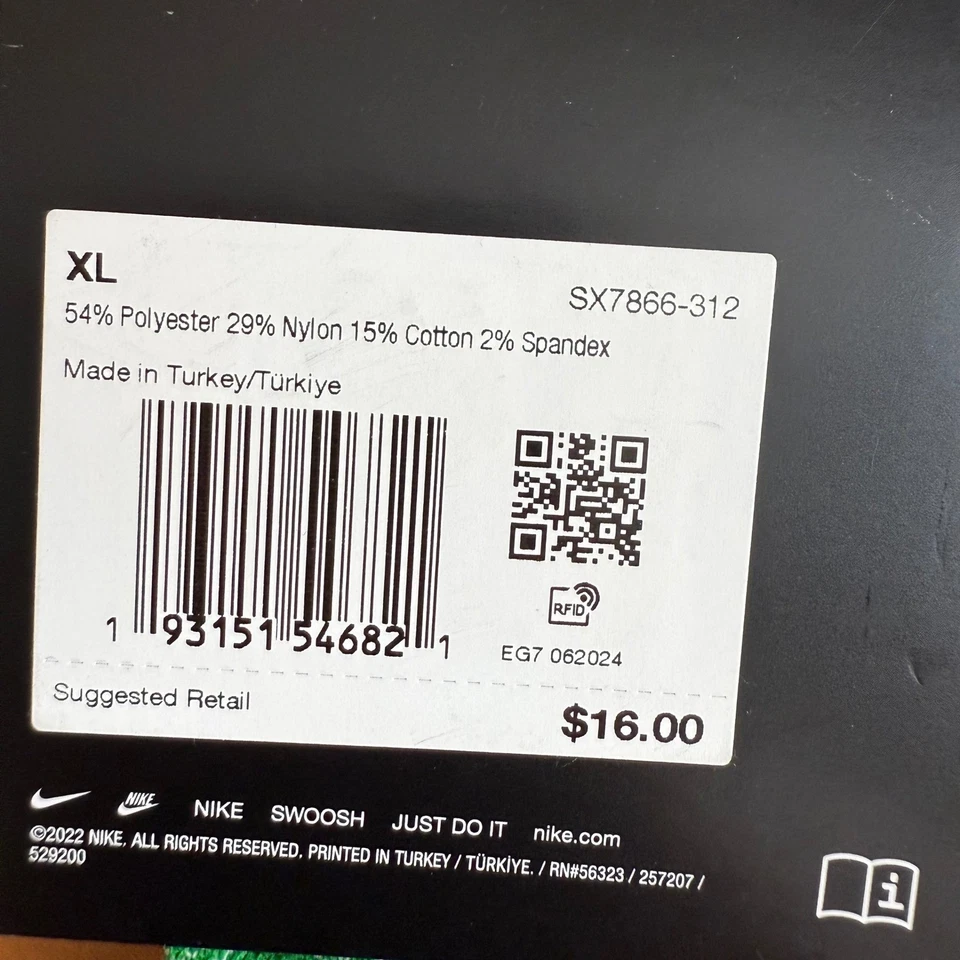 XL
SX7866-312
54% Polyester 29% Nylon 15% Cotton 2% Spandex
Made in Turkey/Türkiye
RFID
1 93151 54682 1
EG7 062024
Suggested Retail
$16.00
NIKE NIKE SWOOSH JUST DO IT nike.com
©2022 NIKE. ALL RIGHTS RESERVED. PRINTED IN TURKEY / TÜRKİYE. / RN#56323 / 257207 /
529200
i